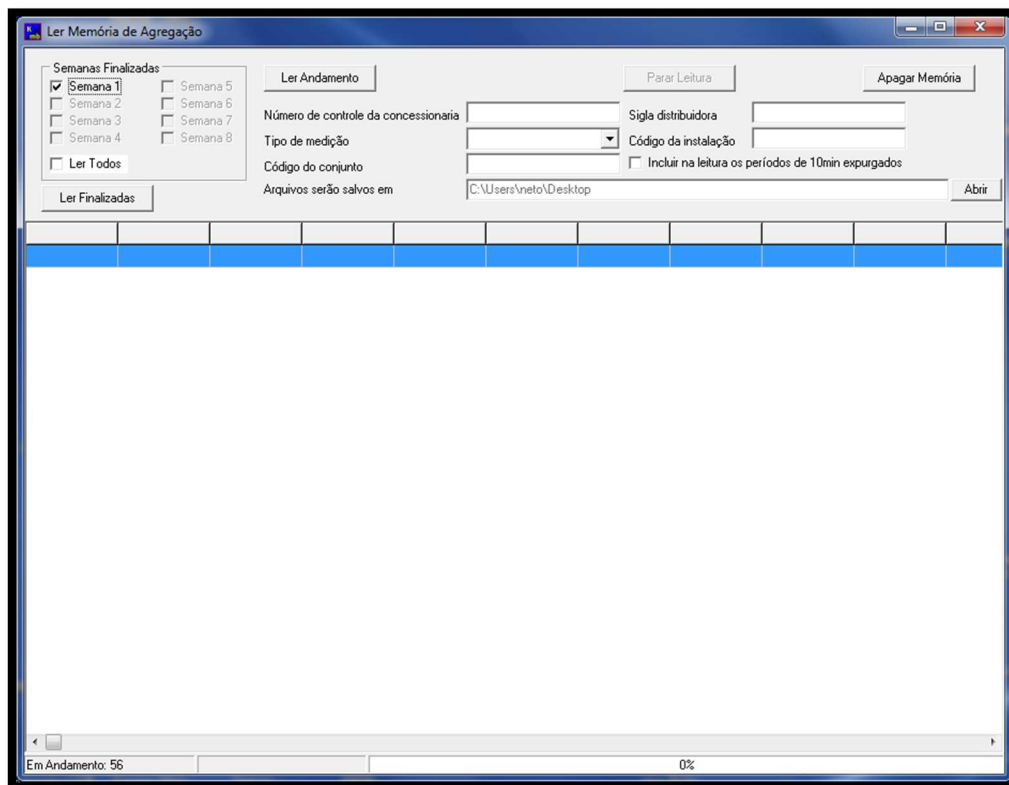 Ler Memória de Agregação
Semanas Finalizadas
Semana 1
Semana 5
Semana 2
Semana 6
Semana 3
Semana 7
Semana 4
Semana 8
Ler Todos
Ler Finalizadas
Ler Andamento
Parar Leitura
Apagar Memória
Número de controle da concessionaria
Sigla distribuidora
Tipo de medição
Código da instalação
Código do conjunto
Incluir na leitura os períodos de 10min expurgados
Arquivos serão salvos em
C:\Users\neto\Desktop
Abrir
Em Andamento: 56
0%